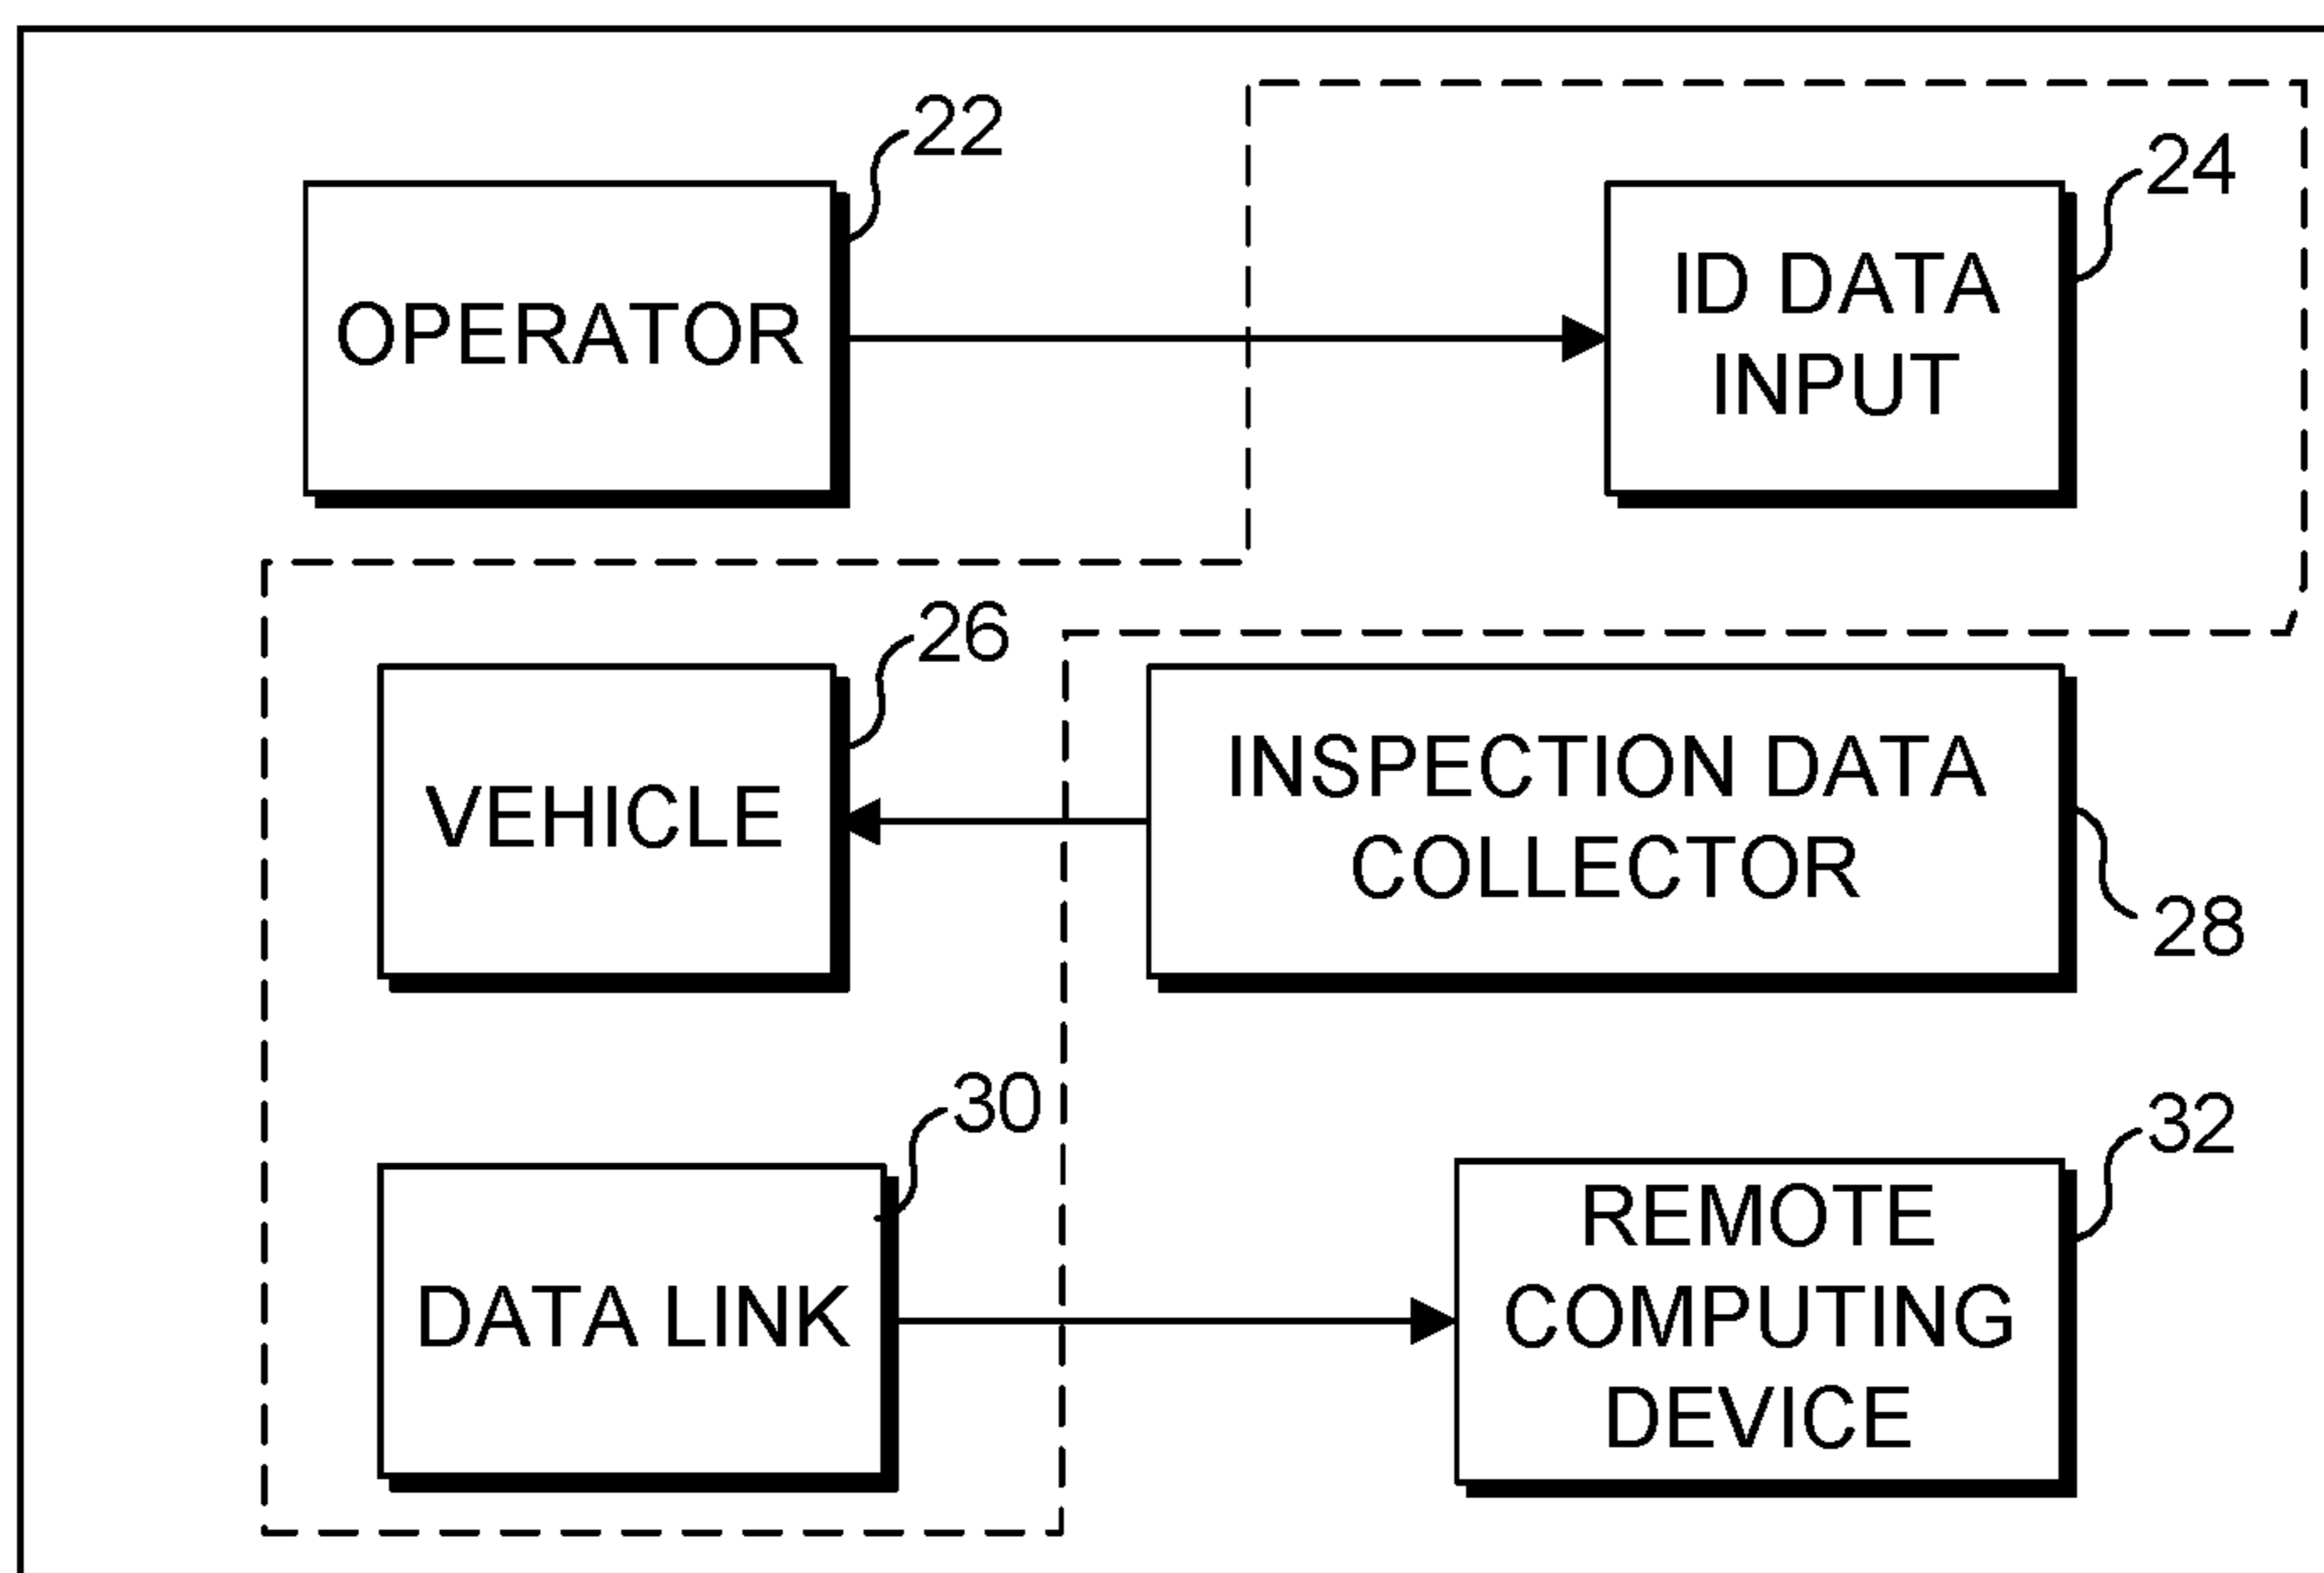 22
OPERATOR
24
ID DATA
INPUT
26
VEHICLE
INSPECTION DATA
COLLECTOR
28
30
DATA LINK
32
REMOTE
COMPUTING
DEVICE